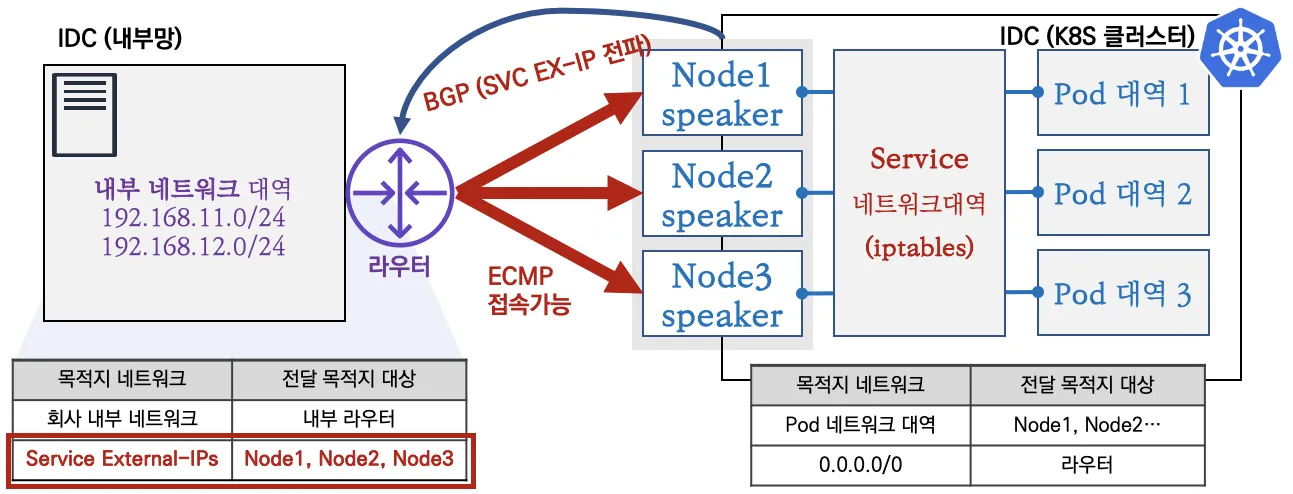 IDC (내부망)
내부 네트워크 대역
192.168.11.0/24
192.168.12.0/24
라우터
BGP (SVC EX-IP 전파)
ECMP
접속가능
IDC (K8S 클러스터)
Node1
speaker
Node2
speaker
Node3
speaker
Service
네트워크대역
(iptables)
Pod 대역 1
Pod 대역 2
Pod 대역 3
목적지 네트워크 전달 목적지 대상
회사 내부 네트워크 내부 라우터
Service External-IPs Node1, Node2, Node3
목적지 네트워크 전달 목적지 대상
Pod 네트워크 대역 Node1, Node2…
0.0.0.0/0 라우터